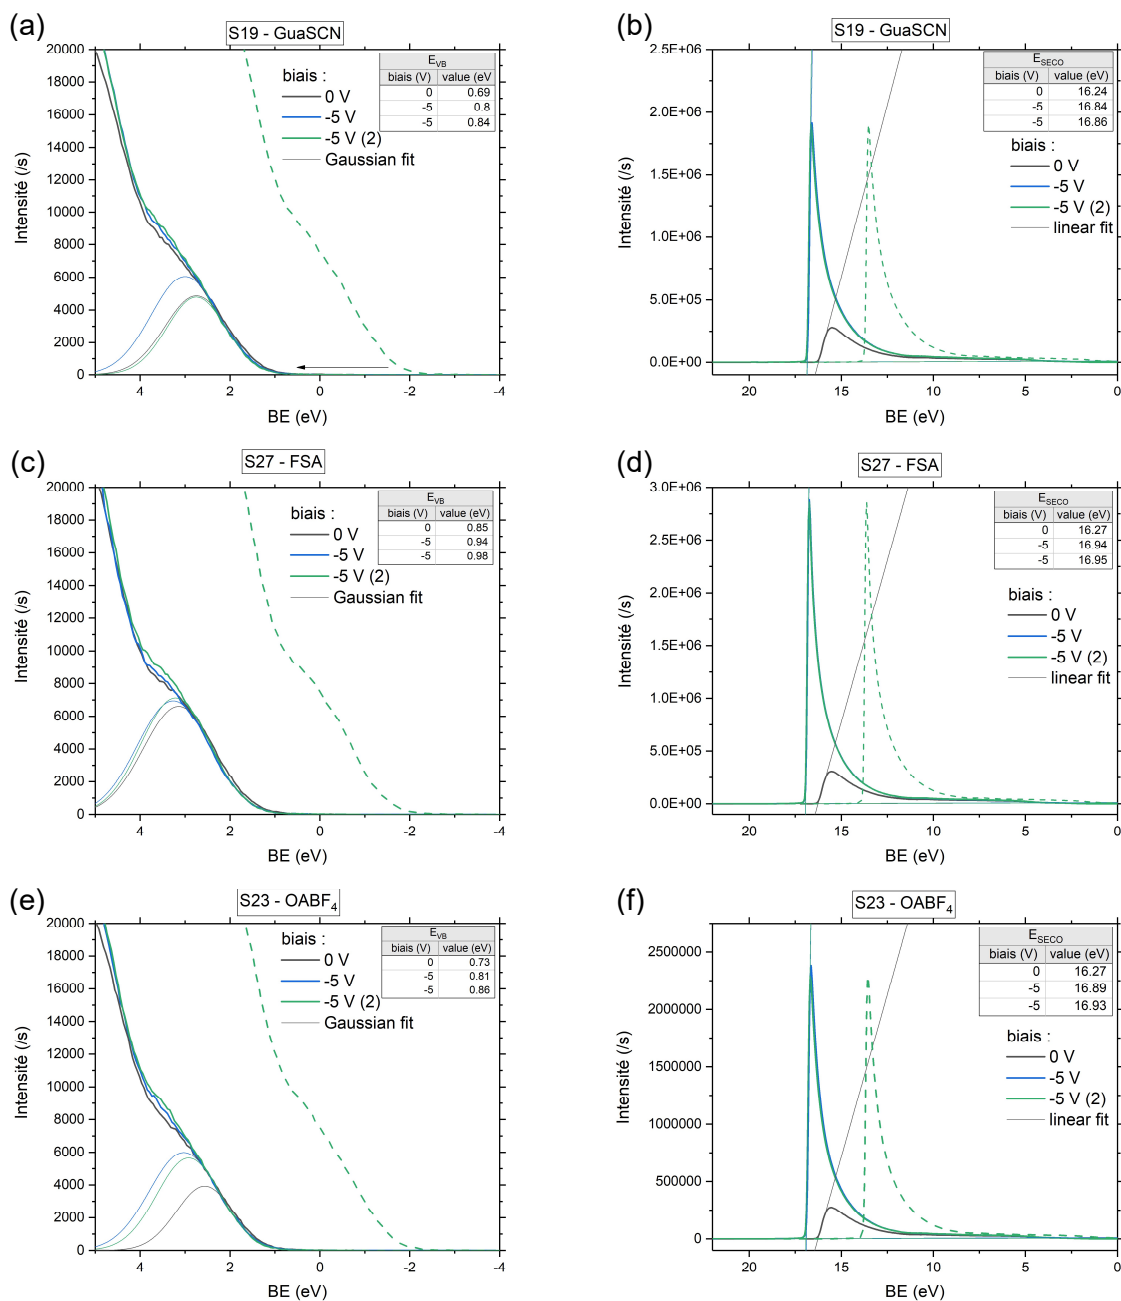 (a)
S19 - GuaSCN
20000
18000
16000
14000
12000
10000
8000
6000
4000
2000
0
Intensité (/s)
biais :
0 V
-5 V
-5 V (2)
Gaussian fit
E_VB
biais (V) value (eV)
0 0.69
-5 0.8
-5 0.84
4 2 0 -2 -4
BE (eV)
(b)
S19 - GuaSCN
2.5E+06
2.0E+06
1.5E+06
1.0E+06
5.0E+05
0.0E+00
Intensité (/s)
E_SECO
biais (V) value (eV)
0 16.24
-5 16.84
-5 16.86
biais :
0 V
-5 V
-5 V (2)
linear fit
20 15 10 5 0
BE (eV)
(c)
S27 - FSA
20000
18000
16000
14000
12000
10000
8000
6000
4000
2000
0
Intensité (/s)
biais :
0 V
-5 V
-5 V (2)
Gaussian fit
E_VB
biais (V) value (eV)
0 0.85
-5 0.94
-5 0.98
4 2 0 -2 -4
BE (eV)
(d)
S27 - FSA
3.0E+06
2.5E+06
2.0E+06
1.5E+06
1.0E+06
5.0E+05
0.0E+00
Intensité (/s)
E_SECO
biais (V) value (eV)
0 16.27
-5 16.94
-5 16.95
biais :
0 V
-5 V
-5 V (2)
linear fit
20 15 10 5 0
BE (eV)
(e)
S23 - OABF₄
20000
18000
16000
14000
12000
10000
8000
6000
4000
2000
0
Intensité (/s)
biais :
0 V
-5 V
-5 V (2)
Gaussian fit
E_VB
biais (V) value (eV)
0 0.73
-5 0.81
-5 0.86
4 2 0 -2 -4
BE (eV)
(f)
S23 - OABF₄
2500000
2000000
1500000
1000000
500000
0
Intensité (/s)
E_SECO
biais (V) value (eV)
0 16.27
-5 16.89
-5 16.93
biais :
0 V
-5 V
-5 V (2)
linear fit
20 15 10 5 0
BE (eV)